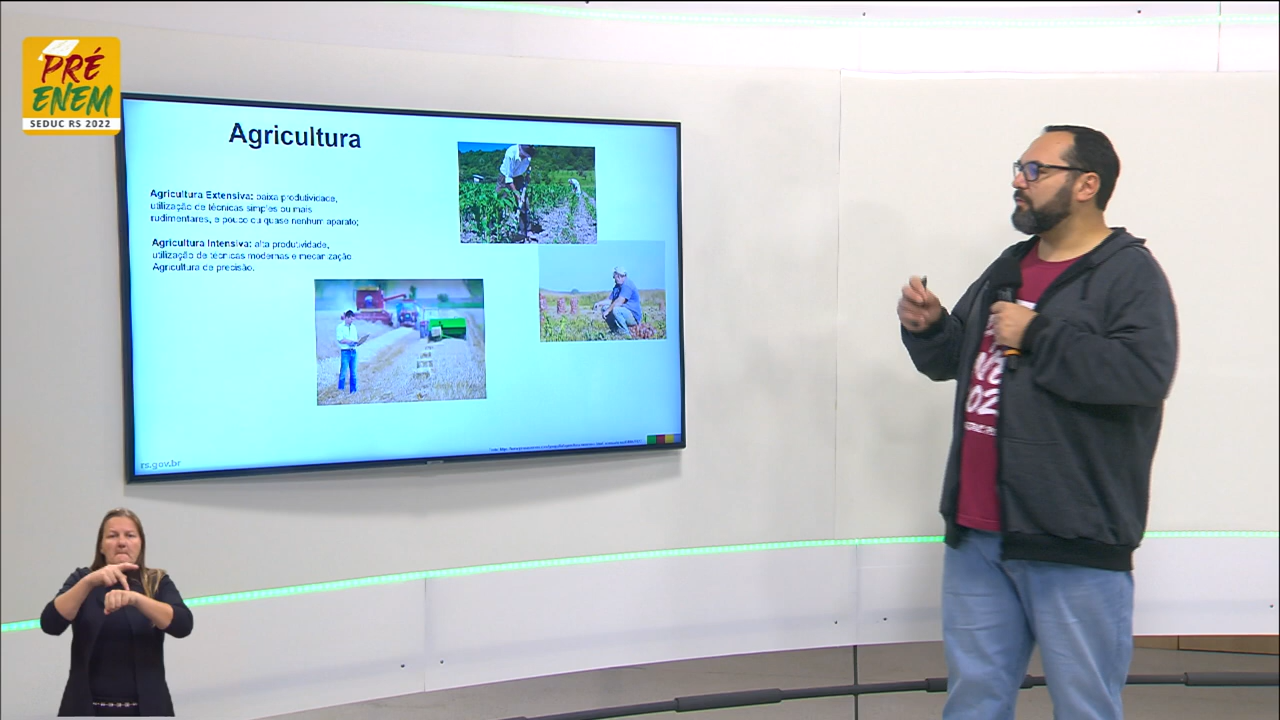 PRÉ
ENEM
SEDUC RS 2022
Agricultura
Agricultura Extensiva: baixa produtividade,
utilização de técnicas simples ou mais
rudimentares, e pouco ou quase nenhum aparato;
Agricultura Intensiva: alta produtividade,
utilização de técnicas modernas e mecanização
Agricultura de precisão.
rs.gov.br